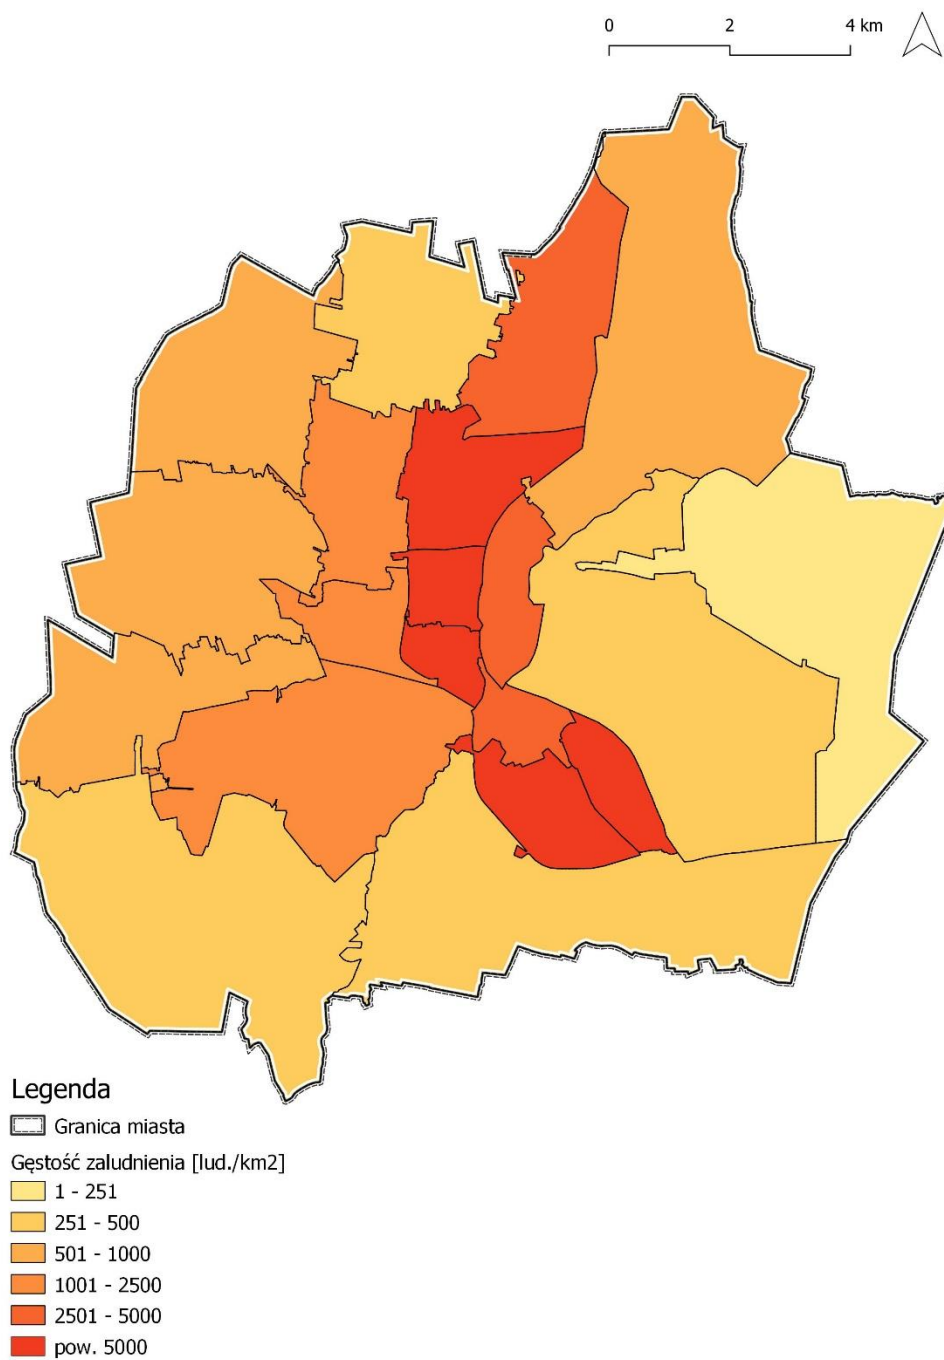 0 2 4 km
Legenda
Granica miasta
Gęstość zaludnienia [lud./km2]
1 - 251
251 - 500
501 - 1000
1001 - 2500
2501 - 5000
pow. 5000